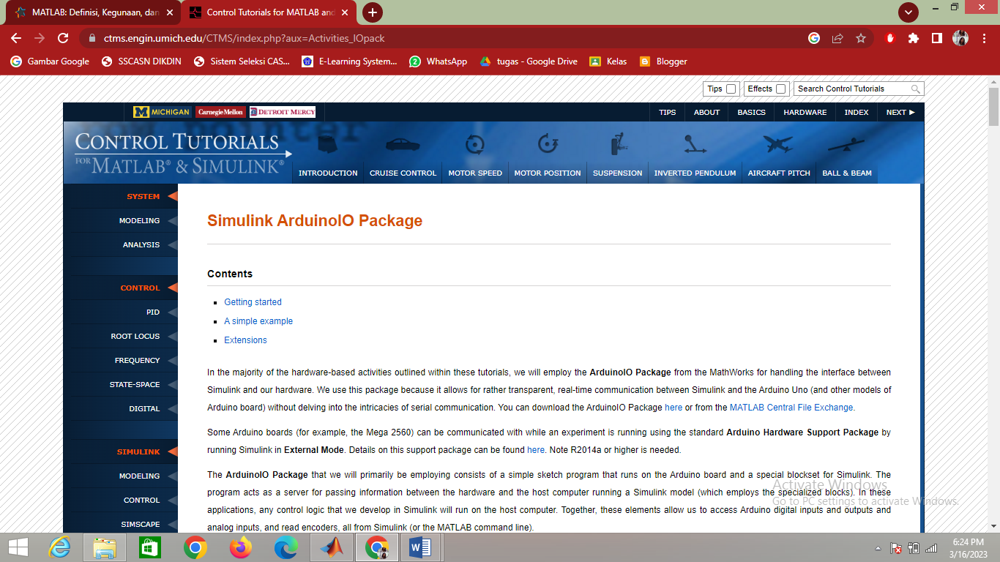 MATLAB: Definisi, Kegunaan, dan
Control Tutorials for MATLAB and
ctms.engin.umich.edu/CTMS/index.php?aux=Activities_IOpack
Gambar Google
SSCASN DIKDIN
Sistem Seleksi CAS...
E-Learning System...
WhatsApp
tugas - Google Drive
Kelas
Blogger
Tips
Effects
Search Control Tutorials
MICHIGAN
Carnegie Mellon
DETROIT MERCY
TIPS
ABOUT
BASICS
HARDWARE
INDEX
NEXT ►
CONTROL TUTORIALS
FOR MATLAB® & SIMULINK®
INTRODUCTION
CRUISE CONTROL
MOTOR SPEED
MOTOR POSITION
SUSPENSION
INVERTED PENDULUM
AIRCRAFT PITCH
BALL & BEAM
SYSTEM
MODELING
ANALYSIS
CONTROL
PID
ROOT LOCUS
FREQUENCY
STATE-SPACE
DIGITAL
SIMULINK
MODELING
CONTROL
SIMSCAPE
Simulink ArduinoIO Package
Contents
Getting started
A simple example
Extensions
In the majority of the hardware-based activities outlined within these tutorials, we will employ the ArduinoIO Package from the MathWorks for handling the interface between
Simulink and our hardware. We use this package because it allows for rather transparent, real-time communication between Simulink and the Arduino Uno (and other models of
Arduino board) without delving into the intricacies of serial communication. You can download the ArduinoIO Package here or from the MATLAB Central File Exchange.
Some Arduino boards (for example, the Mega 2560) can be communicated with while an experiment is running using the standard Arduino Hardware Support Package by
running Simulink in External Mode. Details on this support package can be found here. Note R2014a or higher is needed.
The ArduinoIO Package that we will primarily be employing consists of a simple sketch program that runs on the Arduino board and a special blockset for Simulink. The
program acts as a server for passing information between the hardware and the host computer running a Simulink model (which employs the specialized blocks). In these
applications, any control logic that we develop in Simulink will run on the host computer. Together, these elements allow us to access Arduino digital inputs and outputs and
analog inputs, and read encoders, all from Simulink (or the MATLAB command line).
Activate Windows
Go to PC settings to activate Windows.
6:24 PM
3/16/2023